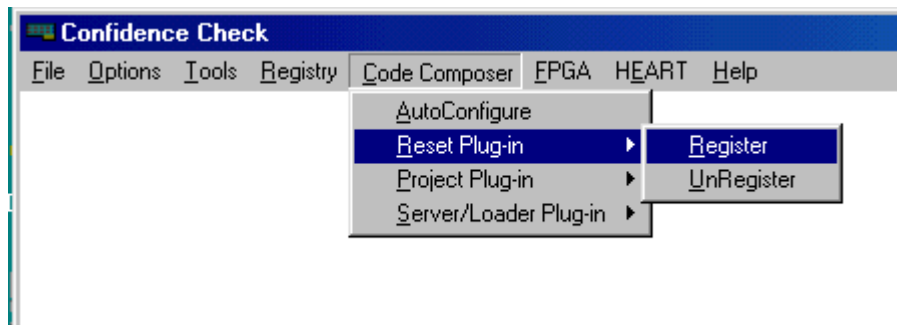 Confidence Check
File Options Tools Registry Code Composer FPGA HEART Help
AutoConfigure
Reset Plug-in Register
Project Plug-in UnRegister
Server/Loader Plug-in